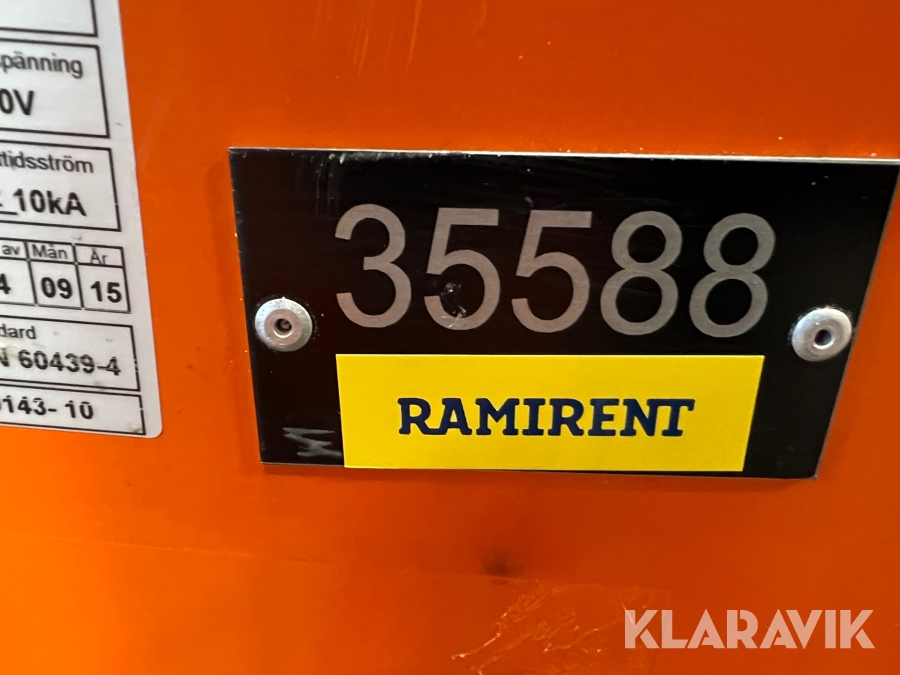 spänning
0V
tidsström
10kA
av Mån År
4 09 15
dard
N 60439-4
0143-10
35588
RAMIRENT
KLARAVIK